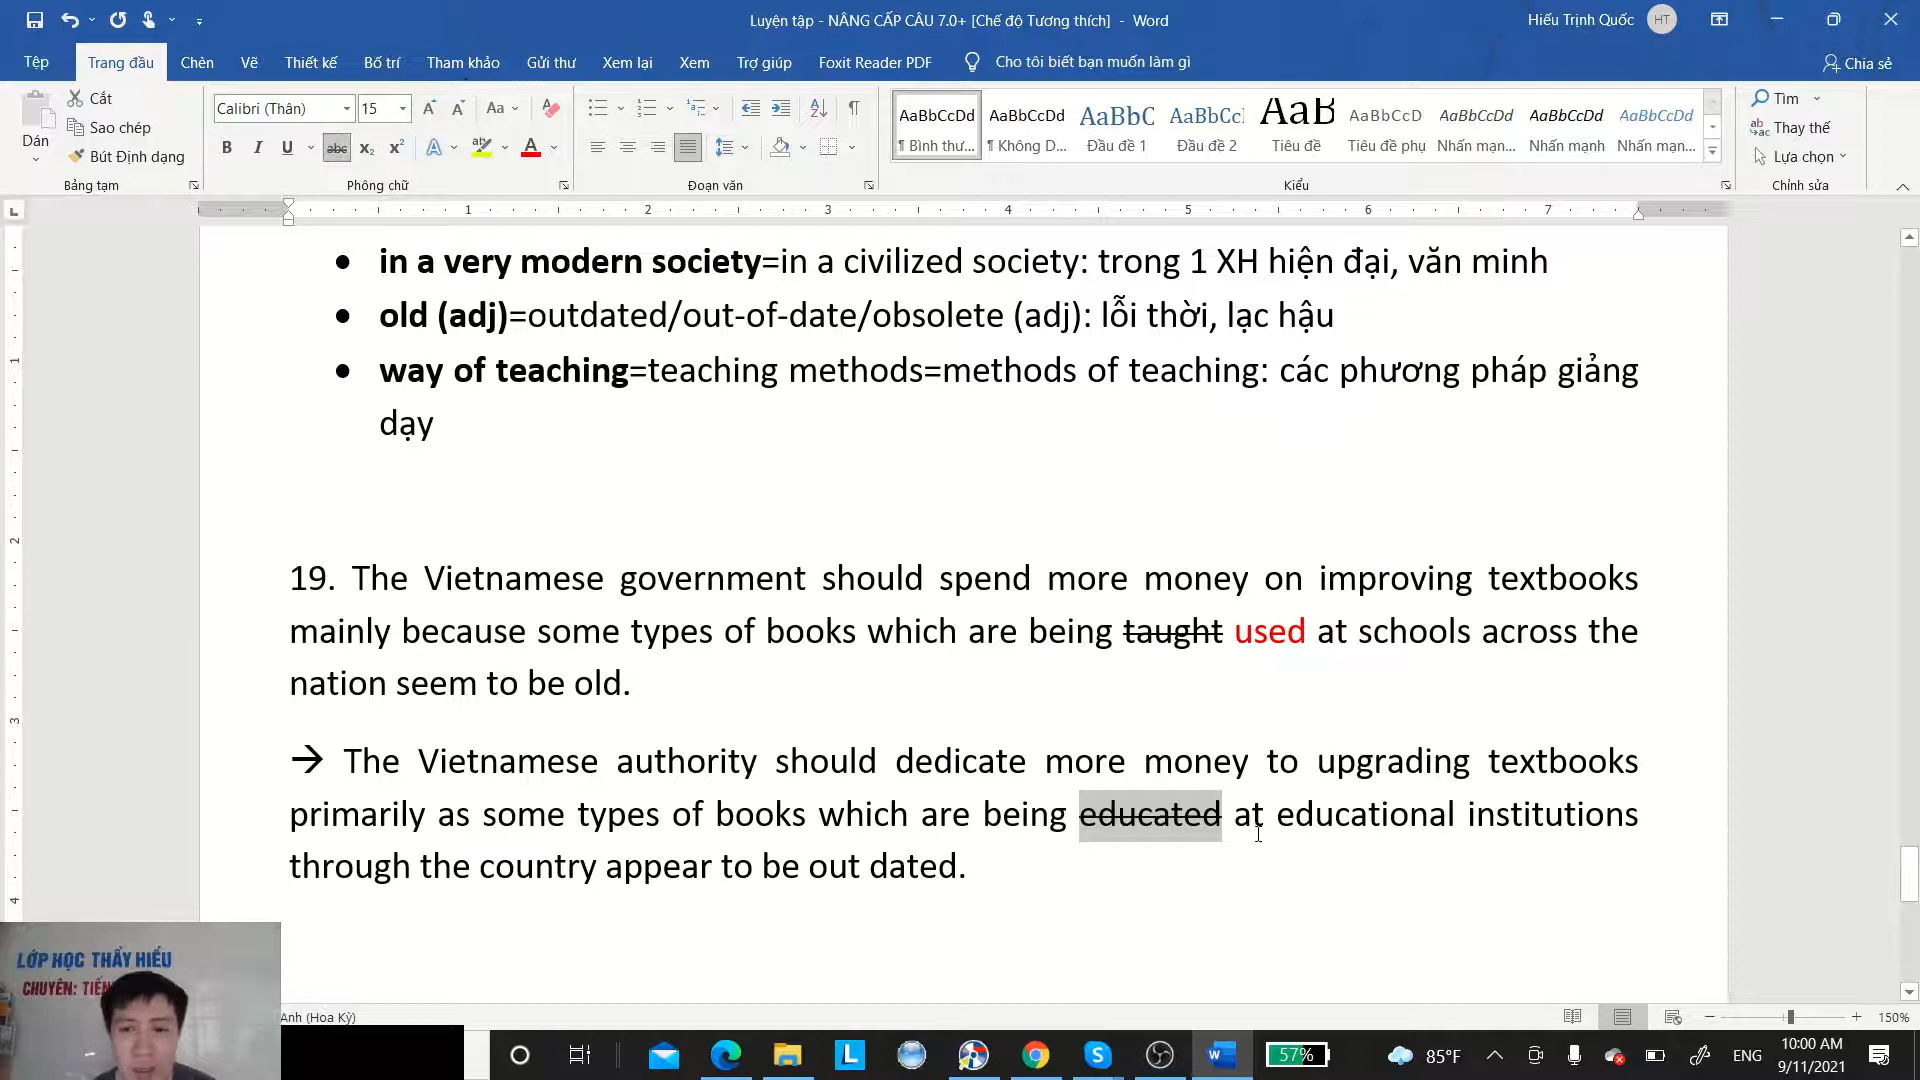 Luyện tập - NÂNG CẤP CÂU 7.0+ [Chế độ Tương thích] - Word
Hiếu Trịnh Quốc
HT
Tệp
Trang đầu
Chèn
Vẽ
Thiết kế
Bố trí
Tham khảo
Gửi thư
Xem lại
Xem
Trợ giúp
Foxit Reader PDF
Cho tôi biết bạn muốn làm gì
Chia sẻ
Dán
Cắt
Sao chép
Bút Định dạng
Bảng tạm
Calibri (Thân)
15
Phông chữ
Đoạn văn
AaBbCcDd AaBbCcDd AaBbC AaBbCcI AaB AaBbCcD AaBbCcDd AaBbCcDd AaBbCcDd
¶ Bình thư... ¶ Không D... Đầu đề 1 Đầu đề 2 Tiêu đề Tiêu đề phụ Nhấn mạn... Nhấn mạnh Nhấn mạn...
Kiểu
Tìm
Thay thế
Lựa chọn
Chỉnh sửa
1 2 3 4 5 6 7
• in a very modern society=in a civilized society: trong 1 XH hiện đại, văn minh
• old (adj)=outdated/out-of-date/obsolete (adj): lỗi thời, lạc hậu
• way of teaching=teaching methods=methods of teaching: các phương pháp giảng
dạy
19. The Vietnamese government should spend more money on improving textbooks
mainly because some types of books which are being taught used at schools across the
nation seem to be old.
→ The Vietnamese authority should dedicate more money to upgrading textbooks
primarily as some types of books which are being educated at educational institutions
through the country appear to be out dated.
LỚP HỌC THẦY HIẾU
CHUYÊN: TIẾN
Anh (Hoa Kỳ)
150%
57%
85°F
ENG
10:00 AM
9/11/2021